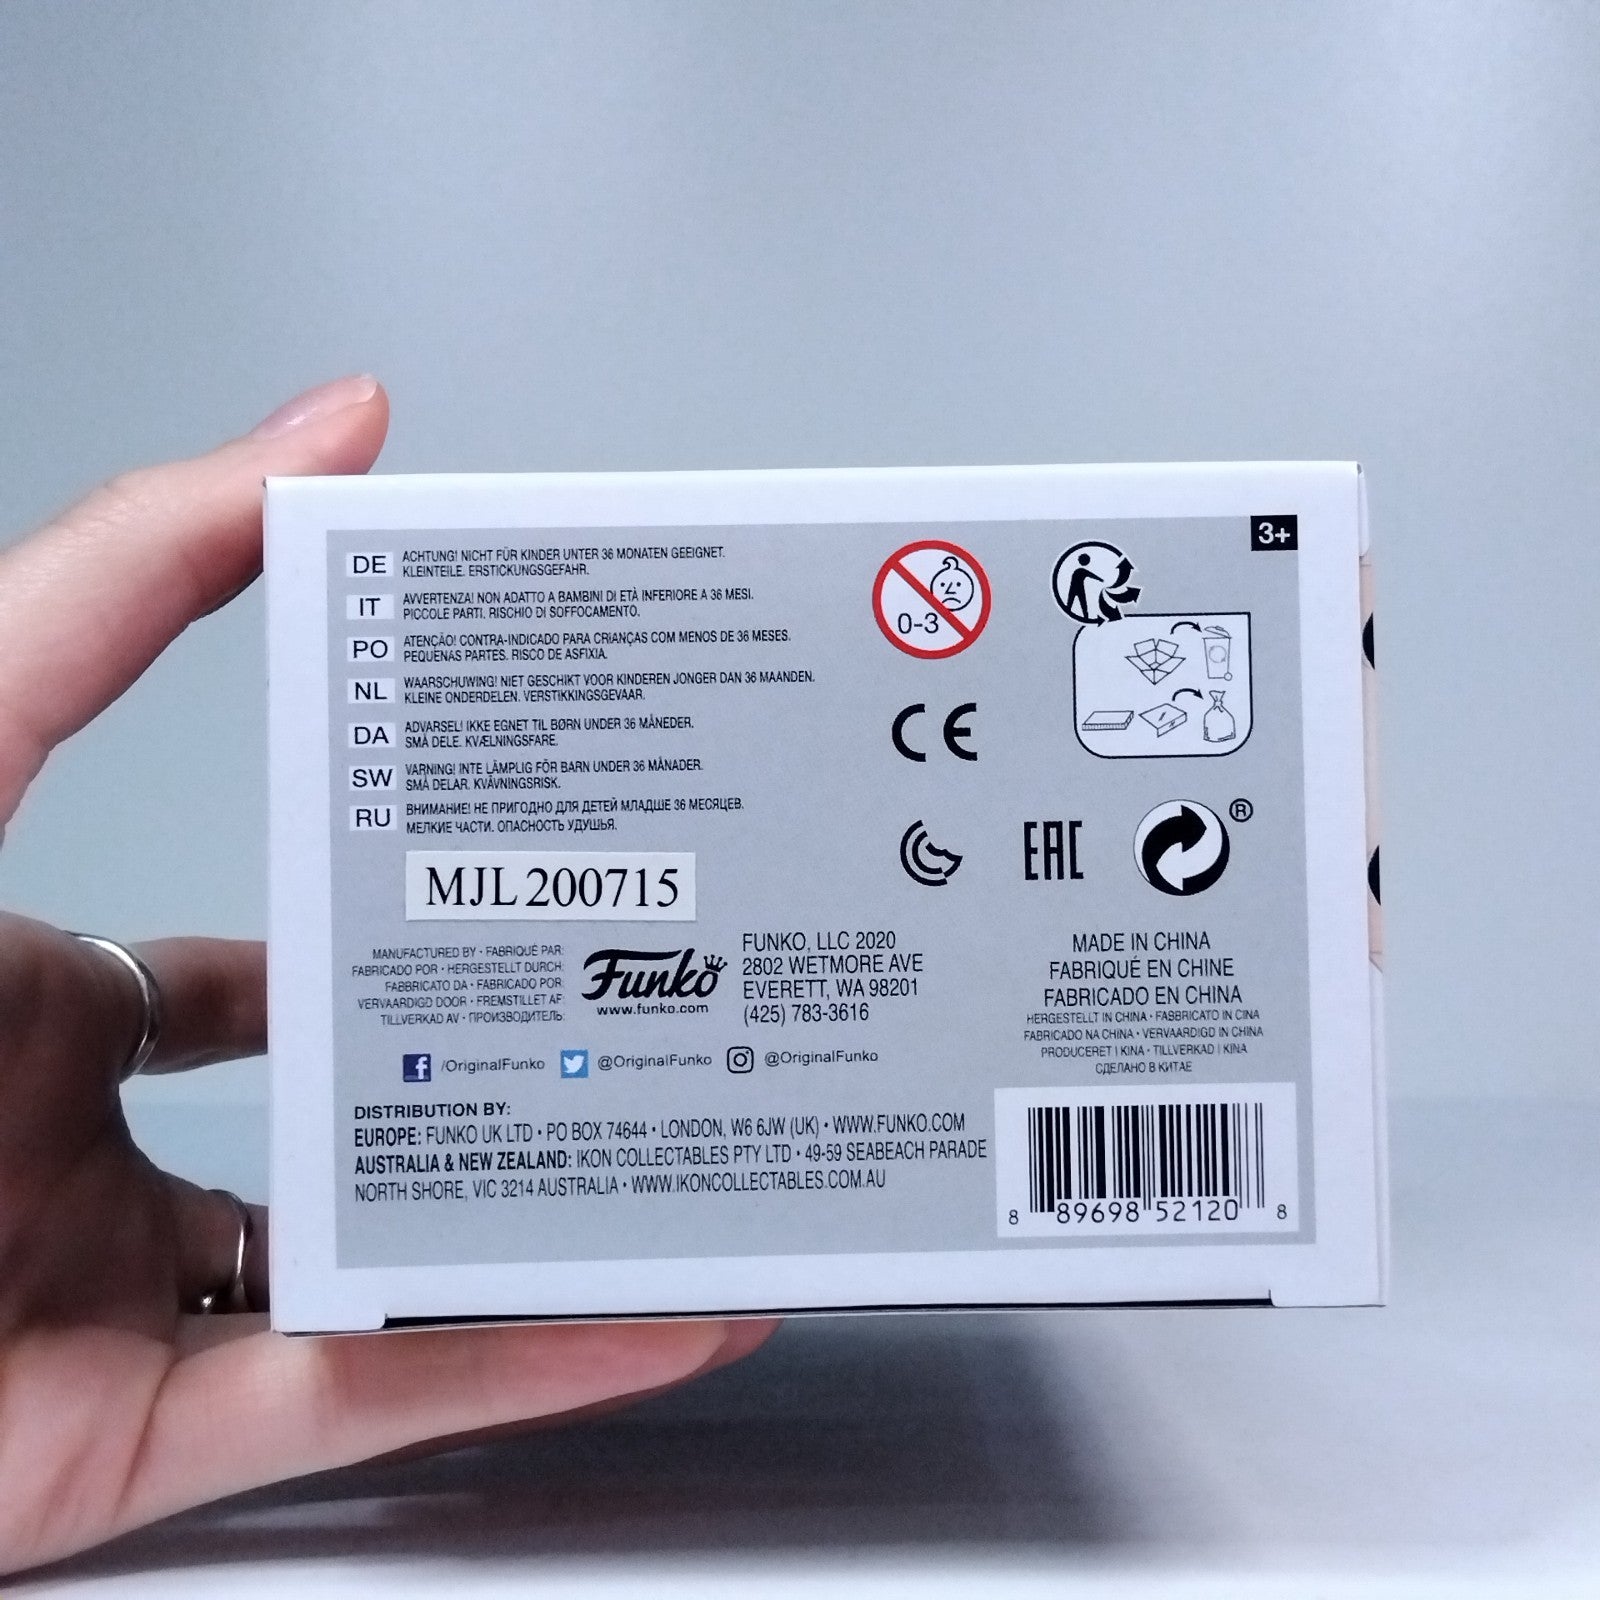 3+
DE ACHTUNG! NICHT FÜR KINDER UNTER 36 MONATEN GEEIGNET.
KLEINTEILE. ERSTICKUNGSGEFAHR.
IT AVVERTENZA! NON ADATTO A BAMBINI DI ETÀ INFERIORE A 36 MESI.
PICCOLE PARTI. RISCHIO DI SOFFOCAMENTO.
PO ATENÇÃO! CONTRA-INDICADO PARA CRIANÇAS COM MENOS DE 36 MESES.
PEQUENAS PARTES. RISCO DE ASFIXIA.
NL WAARSCHUWING! NIET GESCHIKT VOOR KINDEREN JONGER DAN 36 MAANDEN.
KLEINE ONDERDELEN. VERSTIKKINGSGEVAAR.
DA ADVARSEL! IKKE EGNET TIL BØRN UNDER 36 MÅNEDER.
SMÅ DELE. KVÆLNINGSFARE.
SW VARNING! INTE LÄMPLIG FÖR BARN UNDER 36 MÅNADER.
SMÅ DELAR. KVÄVNINGSRISK.
RU ВНИМАНИЕ! НЕ ПРИГОДНО ДЛЯ ДЕТЕЙ МЛАДШЕ 36 МЕСЯЦЕВ.
МЕЛКИЕ ЧАСТИ. ОПАСНОСТЬ УДУШЬЯ.
0-3
CE
EAC
®
MJL 200715
MANUFACTURED BY • FABRIQUÉ PAR:
FABRICADO POR • HERGESTELLT DURCH:
FABBRICATO DA • FABRICADO POR:
VERVAARDIGD DOOR • FREMSTILLET AF:
TILLVERKAD AV • ПРОИЗВОДИТЕЛЬ:
Funko
www.funko.com
FUNKO, LLC 2020
2802 WETMORE AVE
EVERETT, WA 98201
(425) 783-3616
MADE IN CHINA
FABRIQUÉ EN CHINE
FABRICADO EN CHINA
HERGESTELLT IN CHINA • FABBRICATO IN CINA
FABRICADO NA CHINA • VERVAARDIGD IN CHINA
PRODUCERET I KINA • TILLVERKAD I KINA
СДЕЛАНО В КИТАЕ
f /OriginalFunko @OriginalFunko @OriginalFunko
DISTRIBUTION BY:
EUROPE: FUNKO UK LTD • PO BOX 74644 • LONDON, W6 6JW (UK) • WWW.FUNKO.COM
AUSTRALIA & NEW ZEALAND: IKON COLLECTABLES PTY LTD • 49-59 SEABEACH PARADE
NORTH SHORE, VIC 3214 AUSTRALIA • WWW.IKONCOLLECTABLES.COM.AU
8 89698 52120 8